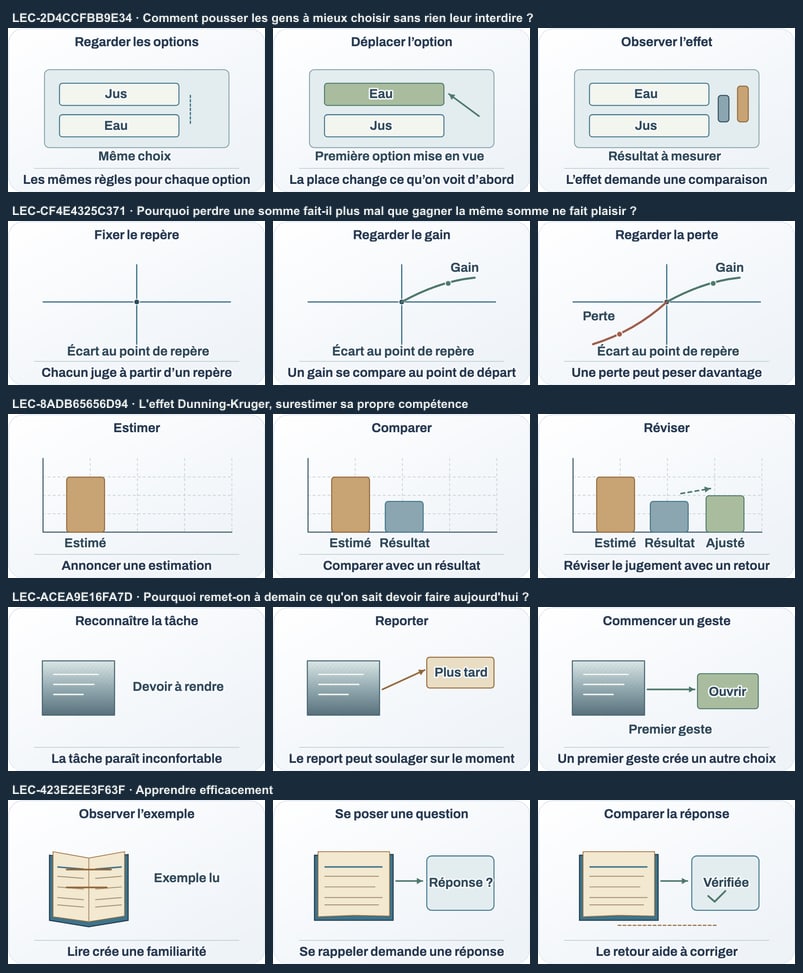 LEC-2D4CCFBB9E34 · Comment pousser les gens à mieux choisir sans rien leur interdire ?
Regarder les options
Jus
Eau
Même choix
Les mêmes règles pour chaque option
Déplacer l’option
Eau
Jus
Première option mise en vue
La place change ce qu’on voit d’abord
Observer l’effet
Eau
Jus
Résultat à mesurer
L’effet demande une comparaison
LEC-CF4E4325C371 · Pourquoi perdre une somme fait-il plus mal que gagner la même somme ne fait plaisir ?
Fixer le repère
Écart au point de repère
Chacun juge à partir d’un repère
Regarder le gain
Gain
Écart au point de repère
Un gain se compare au point de départ
Regarder la perte
Gain
Perte
Écart au point de repère
Une perte peut peser davantage
LEC-8ADB65656D94 · L'effet Dunning-Kruger, surestimer sa propre compétence
Estimer
Estimé
Annoncer une estimation
Comparer
Estimé Résultat
Comparer avec un résultat
Réviser
Estimé Résultat Ajusté
Réviser le jugement avec un retour
LEC-ACEA9E16FA7D · Pourquoi remet-on à demain ce qu'on sait devoir faire aujourd'hui ?
Reconnaître la tâche
Devoir à rendre
La tâche paraît inconfortable
Reporter
Plus tard
Le report peut soulager sur le moment
Commencer un geste
Ouvrir
Premier geste
Un premier geste crée un autre choix
LEC-423E2EE3F63F · Apprendre efficacement
Observer l’exemple
Exemple lu
Lire crée une familiarité
Se poser une question
Réponse ?
Se rappeler demande une réponse
Comparer la réponse
Vérifiée
Le retour aide à corriger